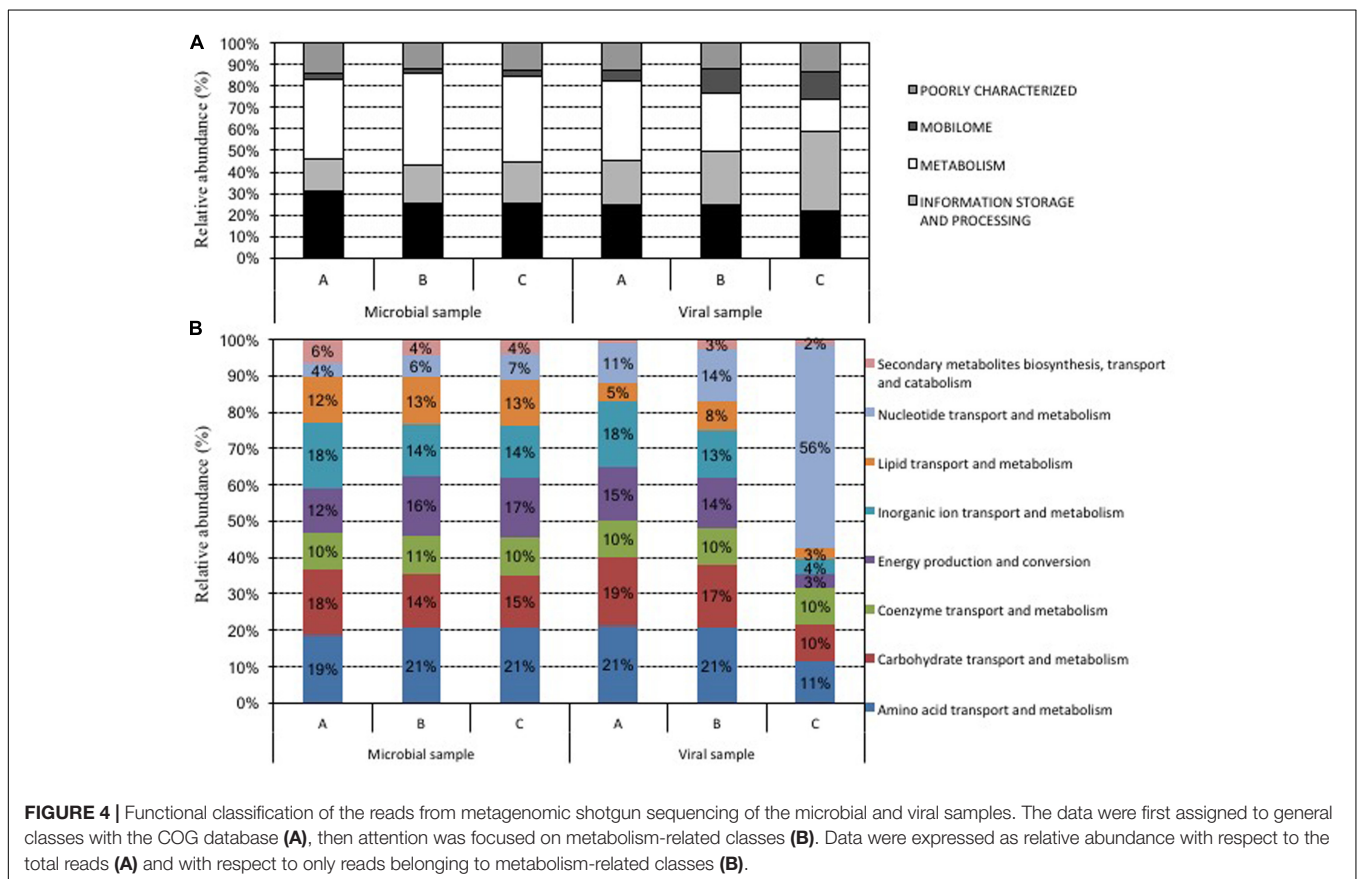 A
100%
90%
80%
70%
60%
50%
40%
30%
20%
10%
0%
Relative abundance (%)
A B C A B C
Microbial sample Viral sample
POORLY CHARACTERIZED
MOBILOME
METABOLISM
INFORMATION STORAGE
AND PROCESSING
B
100%
90%
80%
70%
60%
50%
40%
30%
20%
10%
0%
Relative abundance (%)
6% 4% 4% 3% 2%
4% 6% 7% 11% 14% 56%
12% 13% 13% 5% 8% 3%
18% 14% 14% 18% 13% 4%
12% 16% 17% 15% 14% 3%
10% 11% 10% 10% 10% 10%
18% 14% 15% 19% 17% 10%
19% 21% 21% 21% 21% 11%
A B C A B C
Microbial sample Viral sample
Secondary metabolites biosynthesis, transport
and catabolism
Nucleotide transport and metabolism
Lipid transport and metabolism
Inorganic ion transport and metabolism
Energy production and conversion
Coenzyme transport and metabolism
Carbohydrate transport and metabolism
Amino acid transport and metabolism
FIGURE 4 | Functional classification of the reads from metagenomic shotgun sequencing of the microbial and viral samples. The data were first assigned to general
classes with the COG database (A), then attention was focused on metabolism-related classes (B). Data were expressed as relative abundance with respect to the
total reads (A) and with respect to only reads belonging to metabolism-related classes (B).